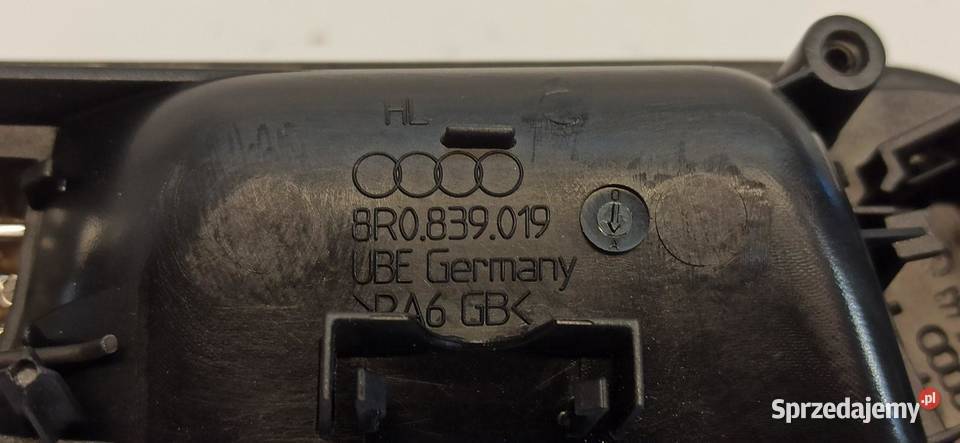 HL
8R0.839.019
UBE Germany
>PA6 GB<
Sprzedajemy.pl